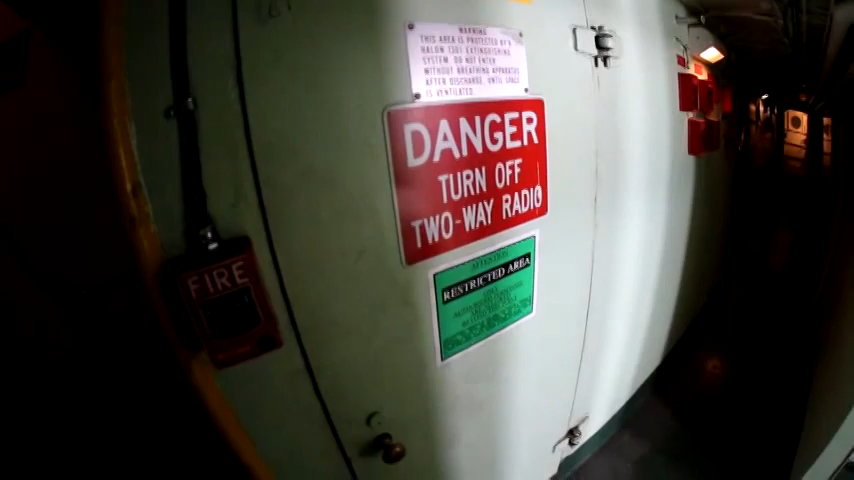 WARNING
THIS AREA IS PROTECTED BY
HALON 1301 EXTINGUISHING
SYSTEM. DO NOT ENTER
WITHOUT BREATHING APPARATUS
AFTER DISCHARGE, UNTIL SPACE
IS VENTILATED.
DANGER
TURN OFF
TWO-WAY RADIO
ATTENTION
RESTRICTED AREA
FIRE